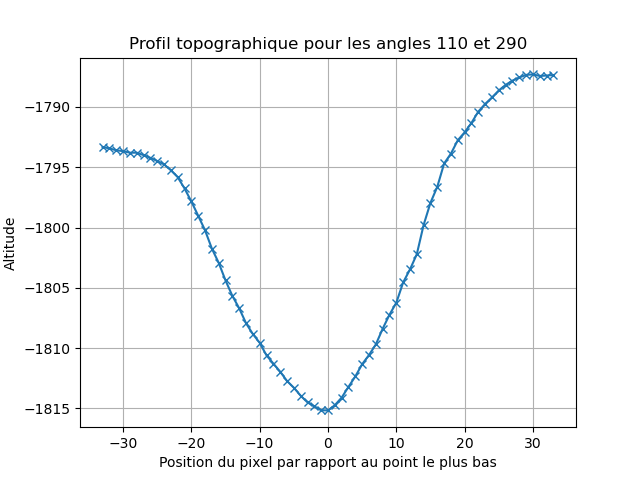 Profil topographique pour les angles 110 et 290
Altitude
−1790
−1795
−1800
−1805
−1810
−1815
−30 −20 −10 0 10 20 30
Position du pixel par rapport au point le plus bas